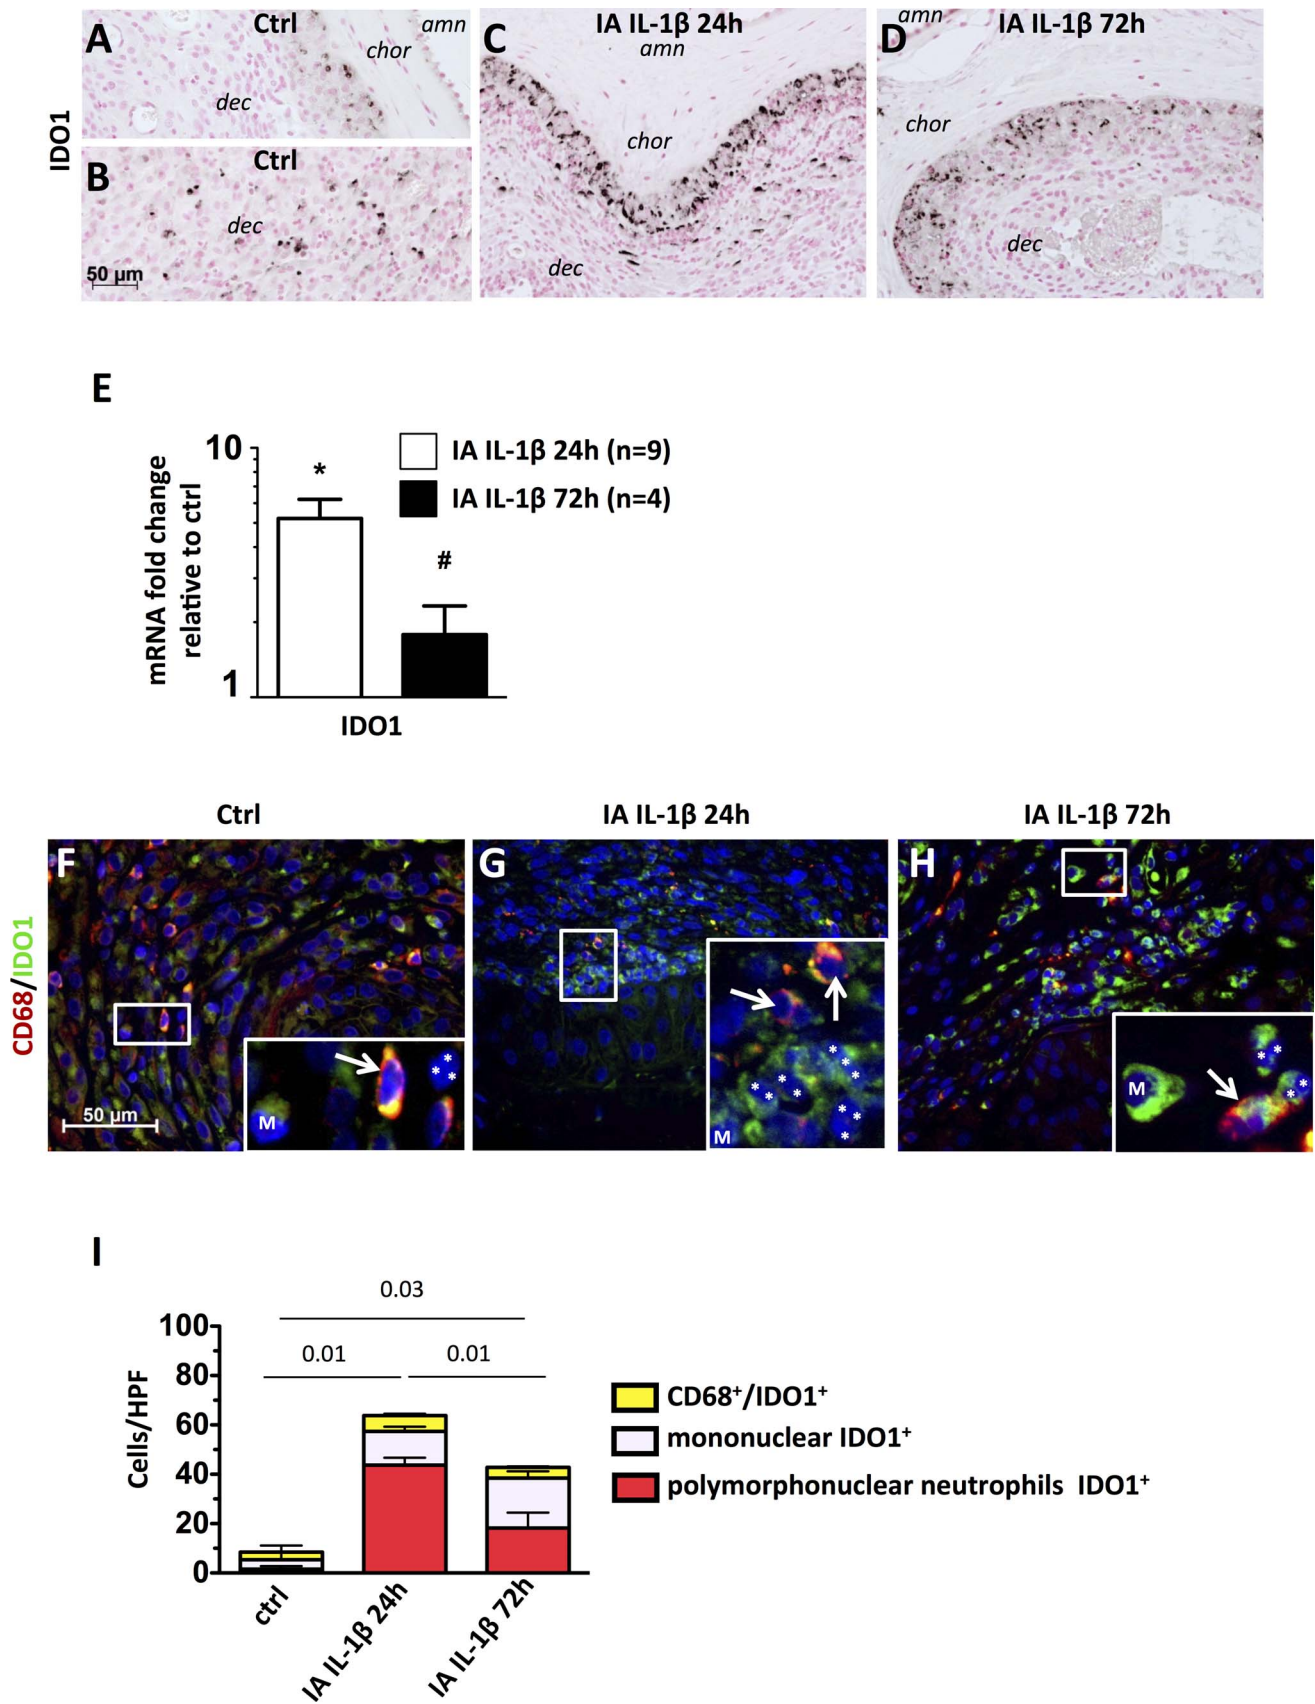 A
Ctrl
amn
chor
dec
IDO1
B
Ctrl
dec
50 µm
C
IA IL-1β 24h
amn
chor
dec
D
amn
IA IL-1β 72h
chor
dec
E
mRNA fold change
relative to ctrl
10
1
*
#
IA IL-1β 24h (n=9)
IA IL-1β 72h (n=4)
IDO1
CD68/IDO1
Ctrl
IA IL-1β 24h
IA IL-1β 72h
F
50 µm
M
* * *
G
M
* * *
* * *
* * *
H
M
* *
* *
I
Cells/HPF
100
80
60
40
20
0
0.03
0.01
0.01
CD68⁺/IDO1⁺
mononuclear IDO1⁺
polymorphonuclear neutrophils IDO1⁺
ctrl
IA IL-1β 24h
IA IL-1β 72h